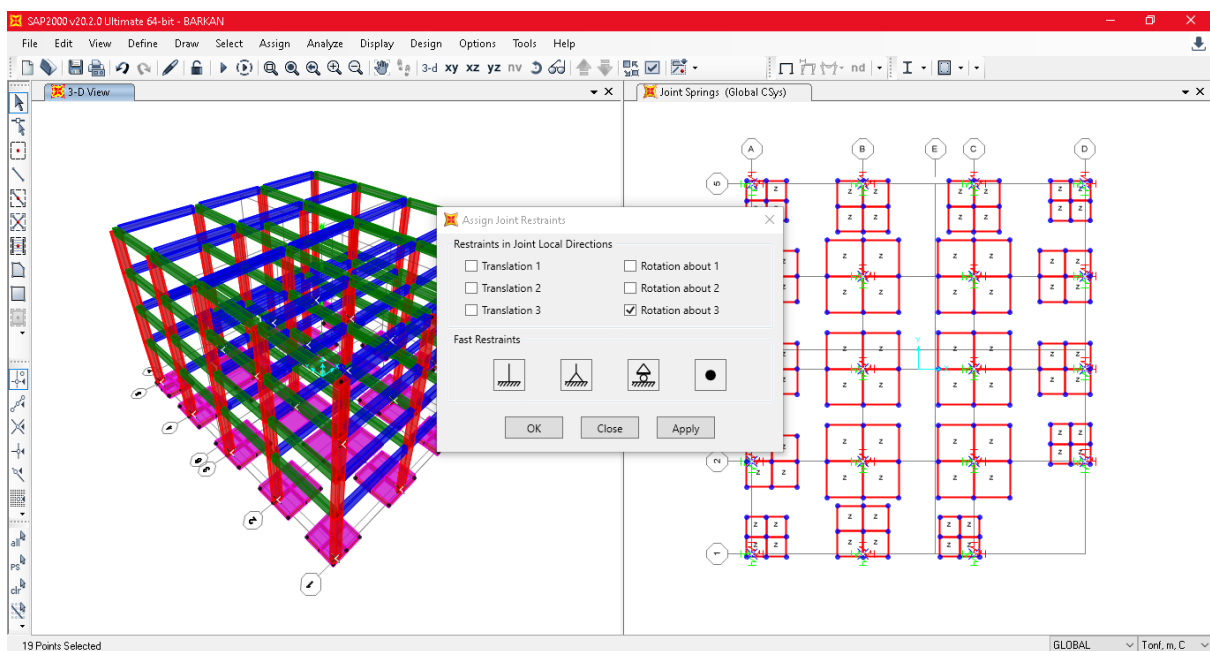 SAP2000 v20.2.0 Ultimate 64-bit - BARKAN
File Edit View Define Draw Select Assign Analyze Display Design Options Tools Help
3-d xy xz yz nv nd
3-D View
Joint Springs (Global CSys)
A B E C D
5
2
1
Z Z Z Z
Assign Joint Restraints
Restraints in Joint Local Directions
Translation 1 Rotation about 1
Translation 2 Rotation about 2
Translation 3 Rotation about 3
Fast Restraints
OK Close Apply
all
PS
clr
19 Points Selected
GLOBAL Tonf, m, C